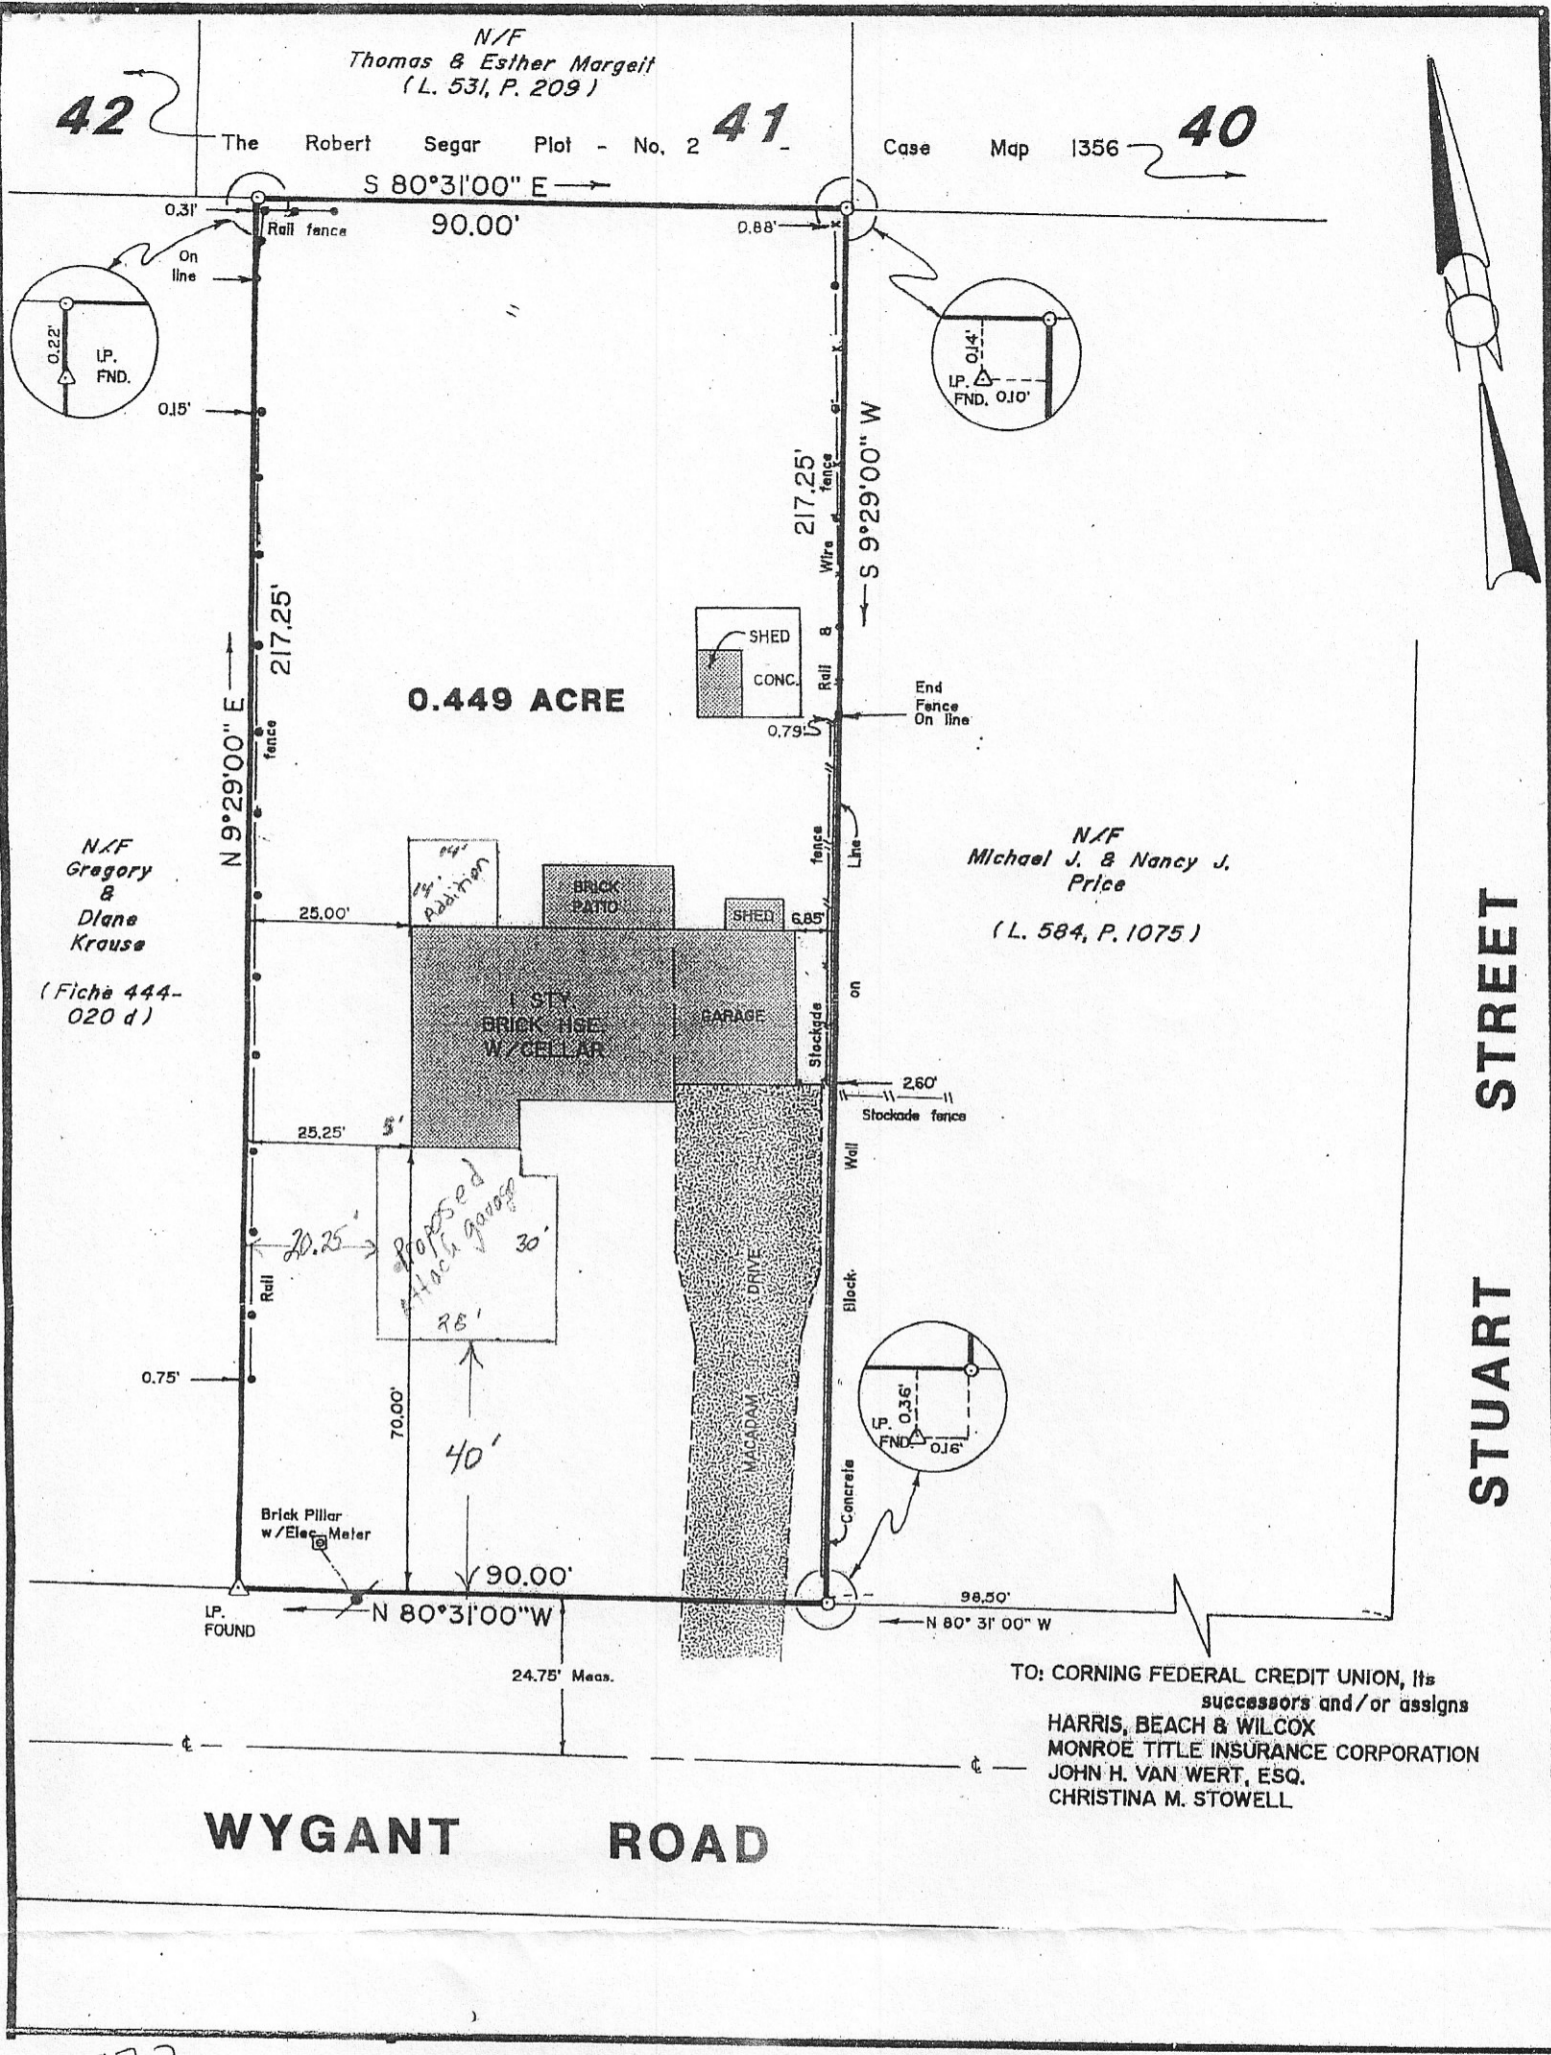 N/F
Thomas & Esther Margeit
(L. 531, P. 209)
42
41
40
The Robert Segar Plot - No. 2 - Case Map 1356
S 80°31'00" E
90.00'
0.31'
Rail fence
0.88'
On
line
0.22'
I.P.
FND.
0.14'
I.P.
FND. 0.10'
0.15'
217.25'
S 9°29'00" W
Rail & Wire fence
217.25'
N 9°29'00" E
fence
SHED
CONC.
0.449 ACRE
End
Fence
On line
0.79'
N/F
Gregory
&
Diane
Krause
(Fiche 444-
020 d)
N/F
Michael J. & Nancy J.
Price
(L. 584, P. 1075)
14'
14'
Addition
BRICK
PATIO
SHED
6.85'
25.00'
1 STY.
BRICK HSE.
W/CELLAR
GARAGE
Stockade fence
Concrete Block Wall on Line
2.60'
Stockade fence
25.25'
5'
Proposed
attach garage
30'
28'
20.25'
Rail
DRIVE
MACADAM
0.75'
70.00'
40'
0.36'
I.P.
FND.
0.16'
Brick Pillar
w/Elec. Meter
90.00'
N 80°31'00" W
I.P.
FOUND
98.50'
N 80° 31' 00" W
24.75' Meas.
STUART STREET
TO: CORNING FEDERAL CREDIT UNION, Its
successors and/or assigns
HARRIS, BEACH & WILCOX
MONROE TITLE INSURANCE CORPORATION
JOHN H. VAN WERT, ESQ.
CHRISTINA M. STOWELL
℄
℄
WYGANT ROAD